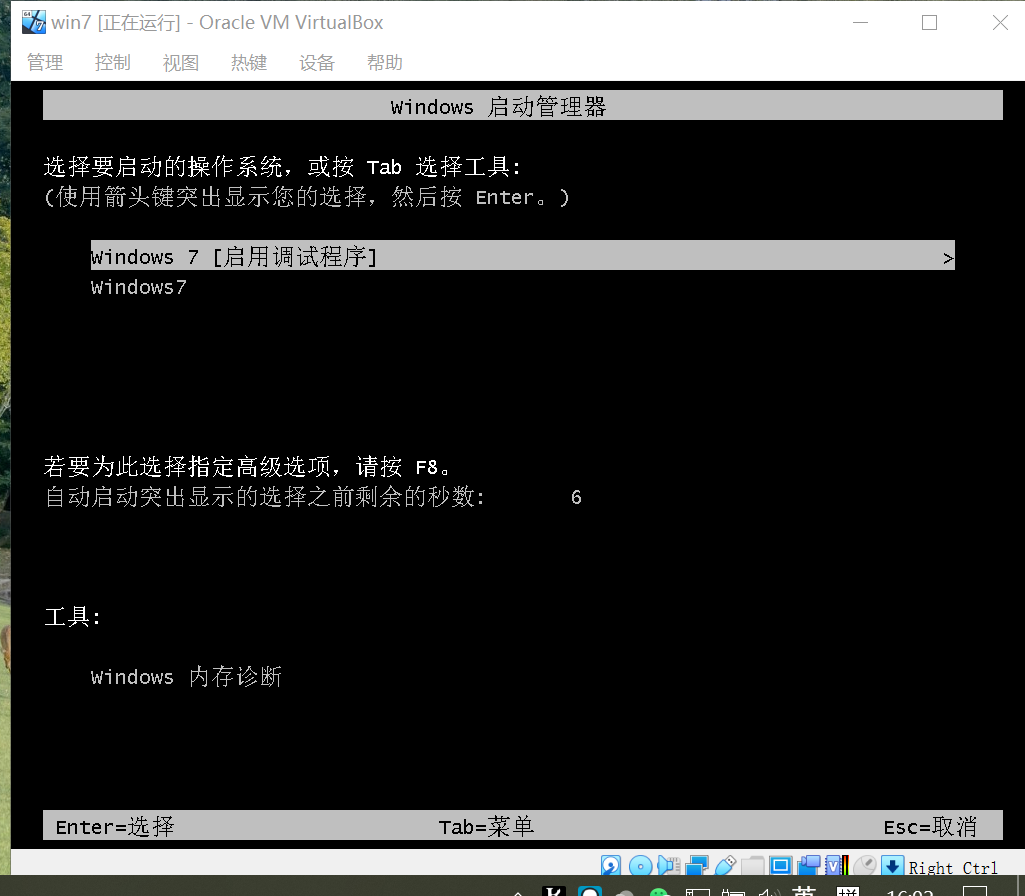 win7 [正在运行] - Oracle VM VirtualBox
管理 控制 视图 热键 设备 帮助
Windows 启动管理器
选择要启动的操作系统，或按 Tab 选择工具:
(使用箭头键突出显示您的选择，然后按 Enter。)
Windows 7 [启用调试程序] >
Windows7
若要为此选择指定高级选项，请按 F8。
自动启动突出显示的选择之前剩余的秒数: 6
工具:
Windows 内存诊断
Enter=选择 Tab=菜单 Esc=取消
Right Ctrl